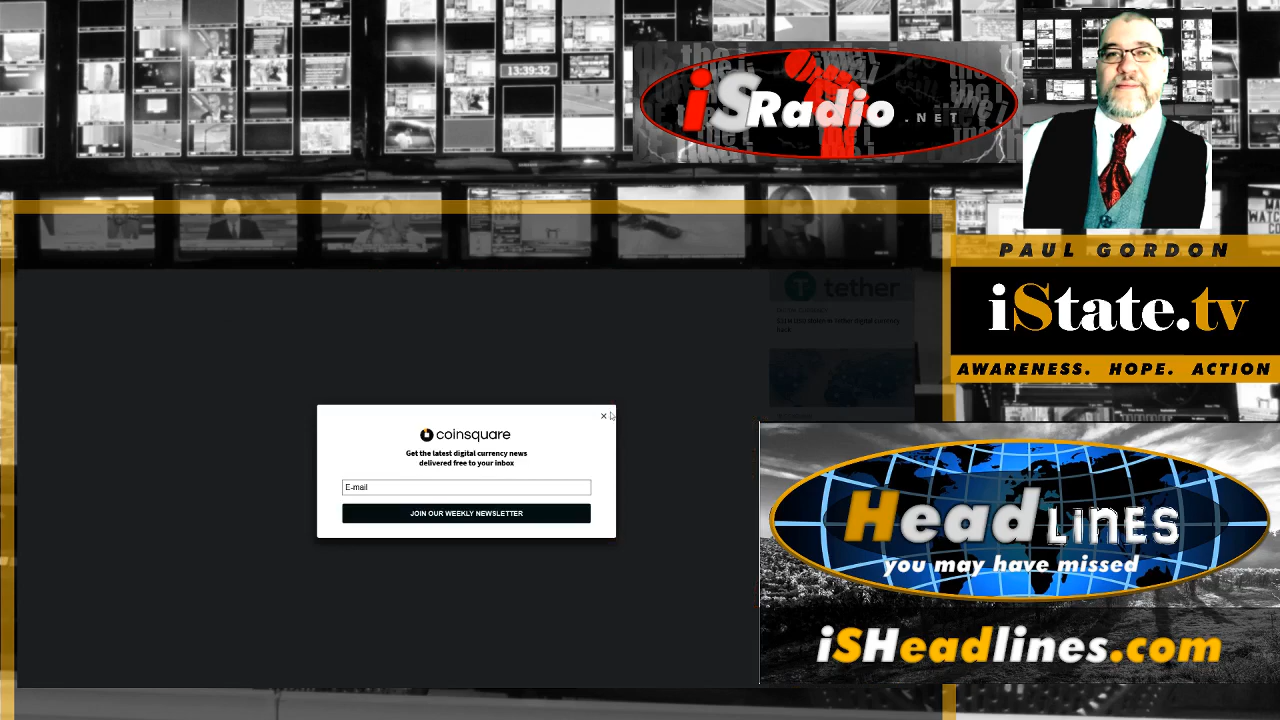 13:39:32
iSRadio
.NET
PAUL GORDON
iState.tv
AWARENESS. HOPE. ACTION
tether
×
coinsquare
Get the latest digital currency news
delivered free to your inbox
E-mail
JOIN OUR WEEKLY NEWSLETTER
HeadLINES
you may have missed
iSHeadlines.com